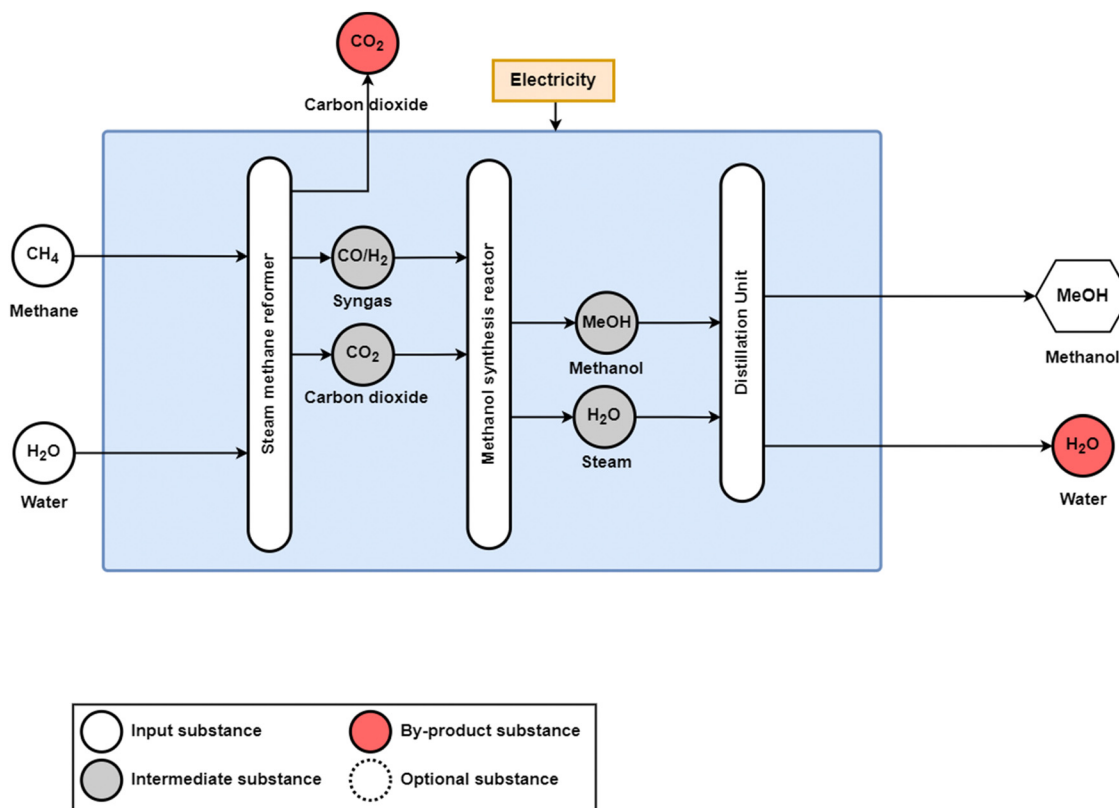 CO₂
Carbon dioxide
Electricity
CH₄
Methane
H₂O
Water
Steam methane reformer
CO/H₂
Syngas
CO₂
Carbon dioxide
Methanol synthesis reactor
MeOH
Methanol
H₂O
Steam
Distillation Unit
MeOH
Methanol
H₂O
Water
Input substance
By-product substance
Intermediate substance
Optional substance